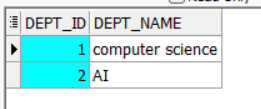 DEPT_ID DEPT_NAME
1 computer science
2 AI